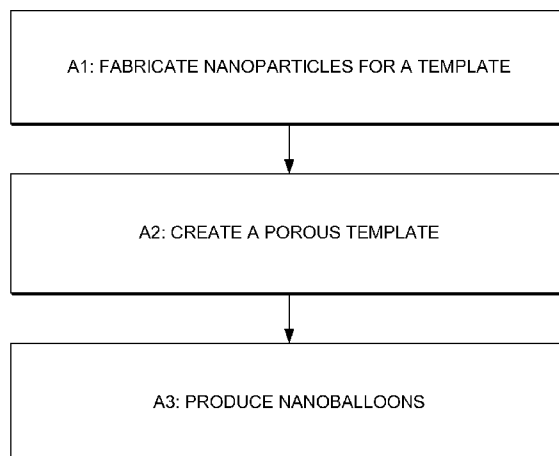 A1: FABRICATE NANOPARTICLES FOR A TEMPLATE
A2: CREATE A POROUS TEMPLATE
A3: PRODUCE NANOBALLOONS